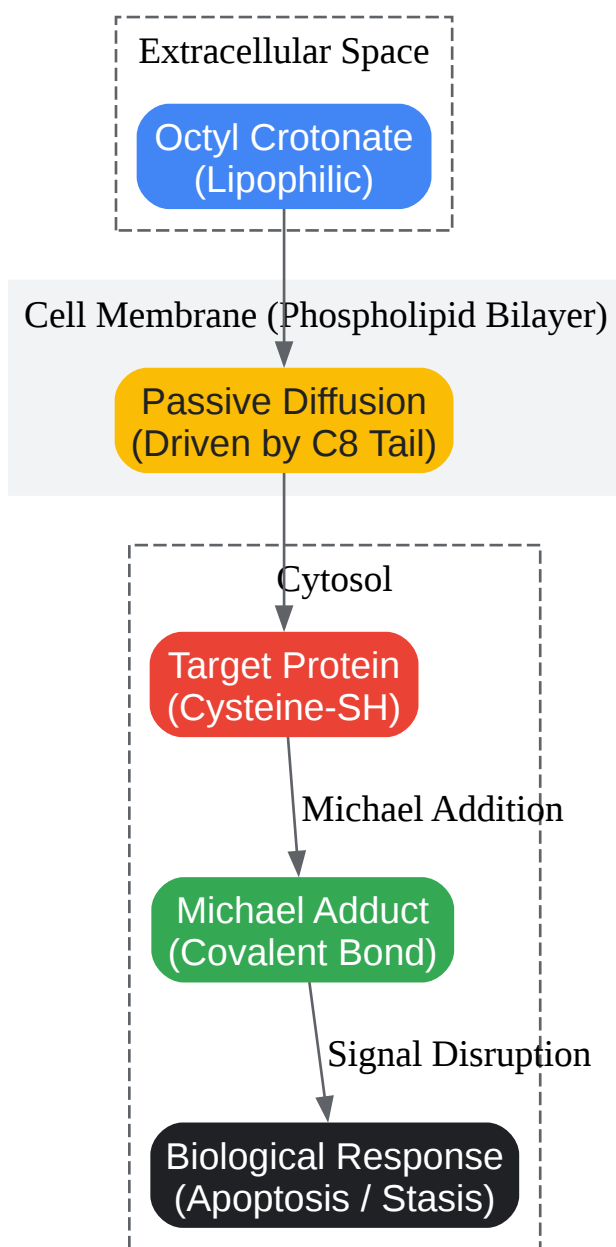 Extracellular Space
Octyl Crotonate
(Lipophilic)
Cell Membrane (Phospholipid Bilayer)
Passive Diffusion
(Driven by C8 Tail)
Cytosol
Target Protein
(Cysteine-SH)
Michael Addition
Michael Adduct
(Covalent Bond)
Signal Disruption
Biological Response
(Apoptosis / Stasis)